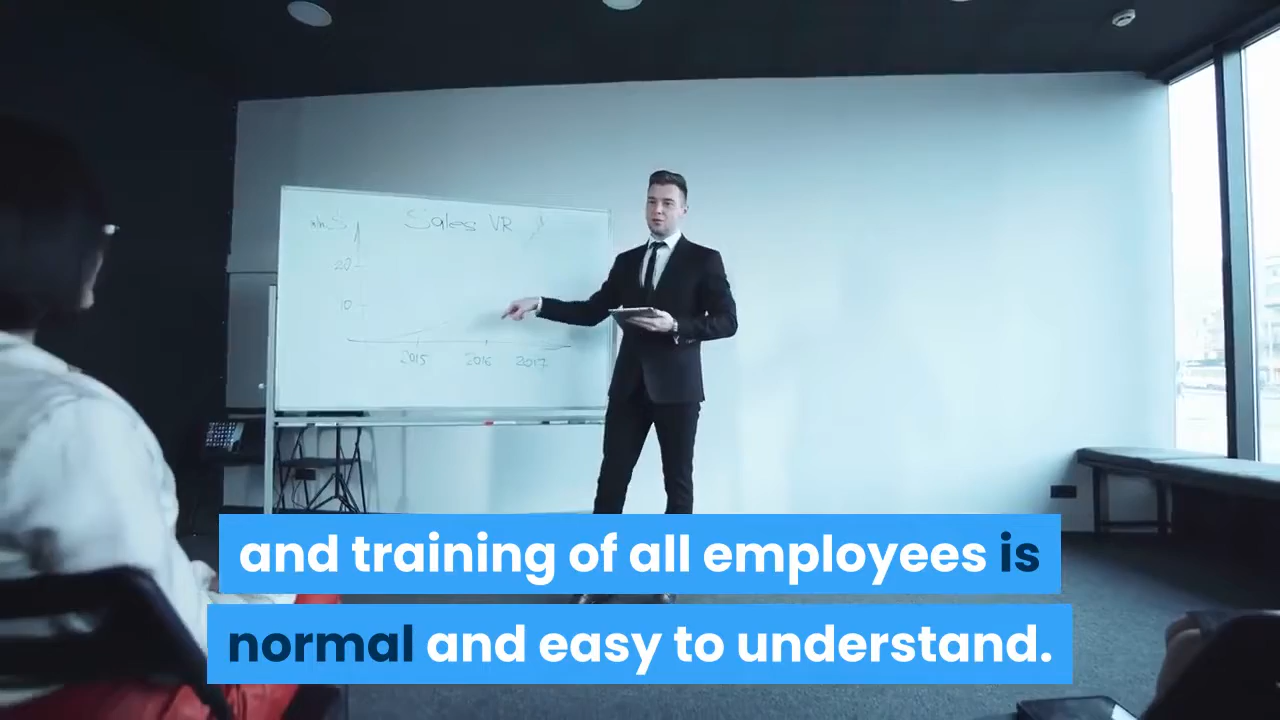 Sales VR
20
10
2015 2016 2017
and training of all employees is
normal and easy to understand.